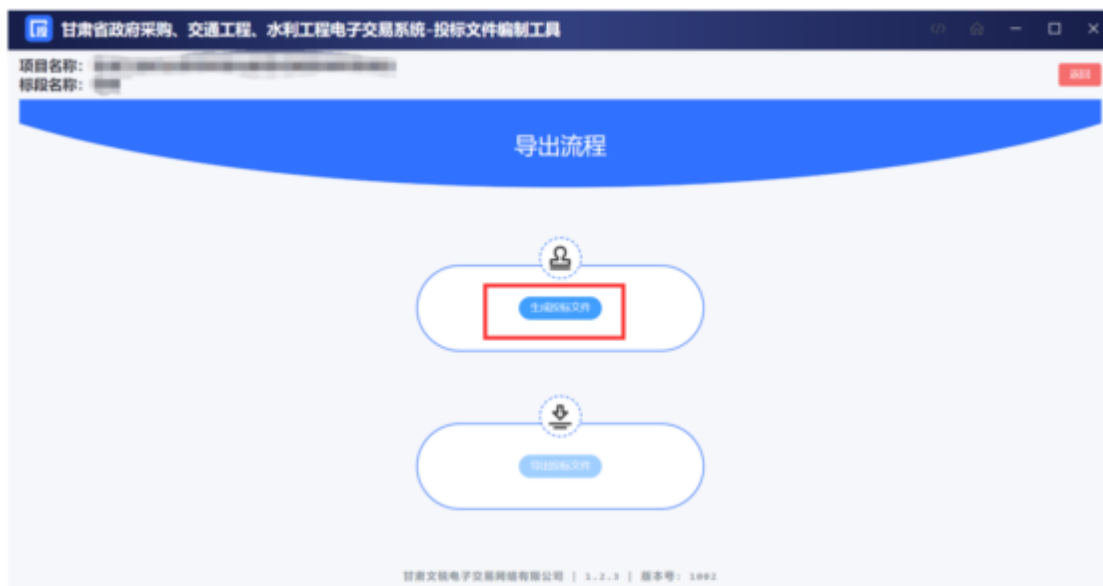 投
甘肃省政府采购、交通工程、水利工程电子交易系统-投标文件编制工具
项目名称：
标段名称：
返回
导出流程
生成投标文件
导出投标文件
甘肃文锐电子交易网络有限公司 | 1.2.3 | 版本号: 1002